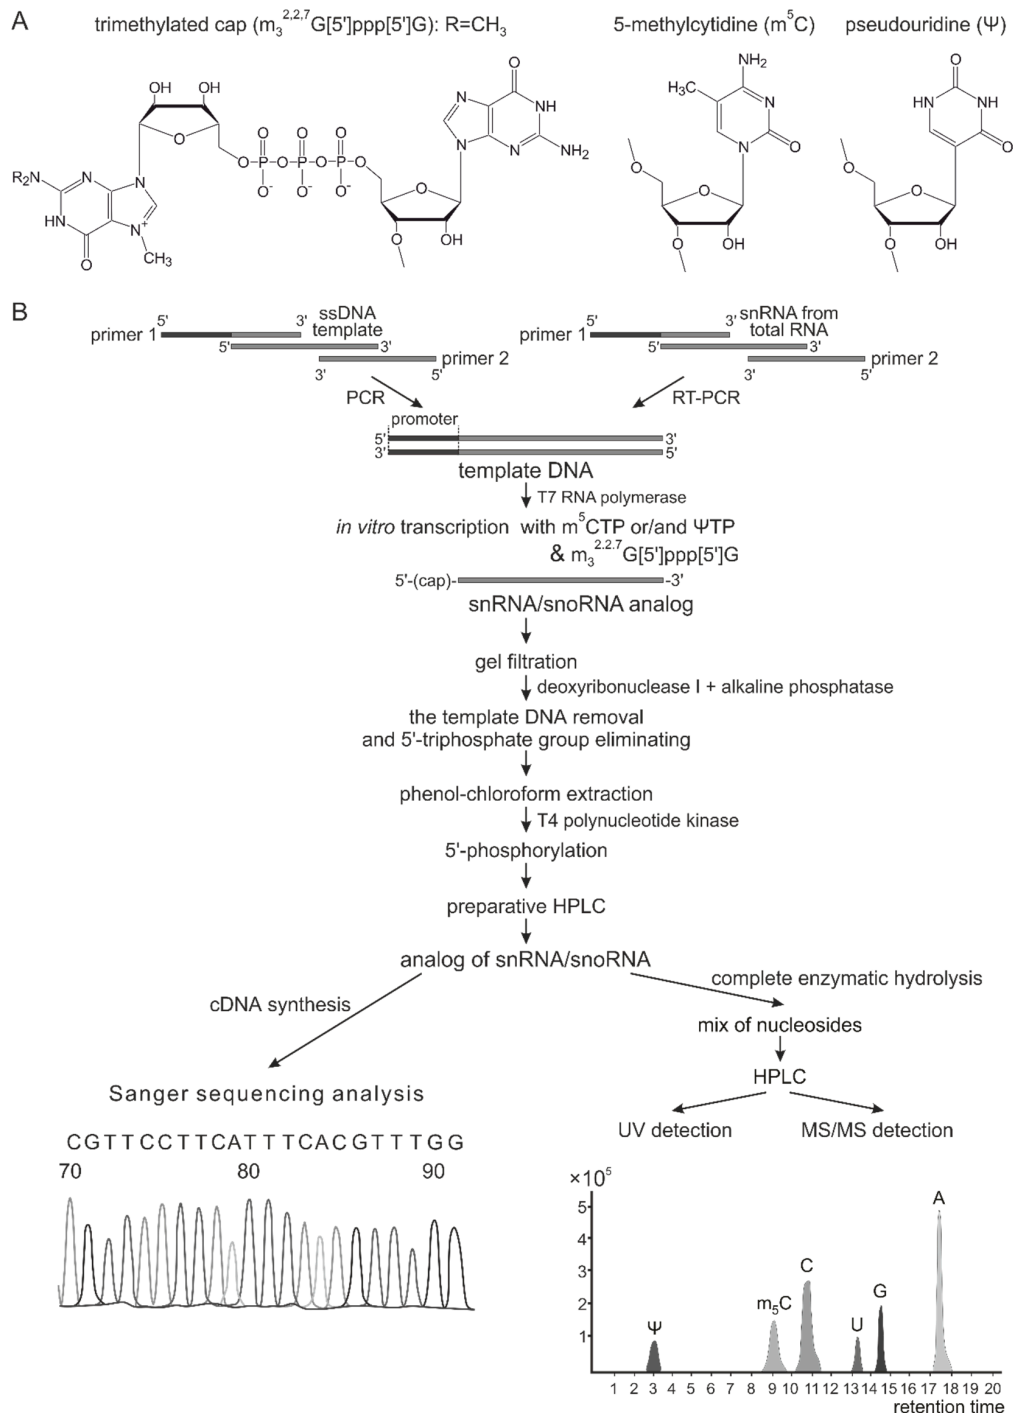 A
trimethylated cap (m₃²,²,⁷G[5']ppp[5']G): R=CH₃
5-methylcytidine (m⁵C)
pseudouridine (Ψ)
OH OH
O
O O O O
O P O P O P O
O⁻ O⁻ O⁻
R₂N N N
HN N⁺
O CH₃
O
N NH
N N NH₂
O
O OH
NH₂
H₃C
N
N O
O
O
O OH
O
HN NH
O
O
O
O OH
B
primer 1 5' 3' ssDNA
template
5' 3'
3' 5' primer 2
primer 1 5' 3' snRNA from
total RNA
5' 3'
3' 5' primer 2
PCR
RT-PCR
promoter
5' 3'
3' 5'
template DNA
T7 RNA polymerase
in vitro transcription with m⁵CTP or/and ΨTP
& m₃²·²·⁷G[5']ppp[5']G
5'-(cap)- -3'
snRNA/snoRNA analog
gel filtration
deoxyribonuclease I + alkaline phosphatase
the template DNA removal
and 5'-triphosphate group eliminating
phenol-chloroform extraction
T4 polynucleotide kinase
5'-phosphorylation
preparative HPLC
analog of snRNA/snoRNA
cDNA synthesis
complete enzymatic hydrolysis
mix of nucleosides
HPLC
UV detection
MS/MS detection
Sanger sequencing analysis
CGTTCCTTCATTTCACGTTTGG
70 80 90
×10⁵
5
4
3
2
1
Ψ
m₅C
C
U
G
A
1 2 3 4 5 6 7 8 9 10 11 12 13 14 15 16 17 18 19 20
retention time